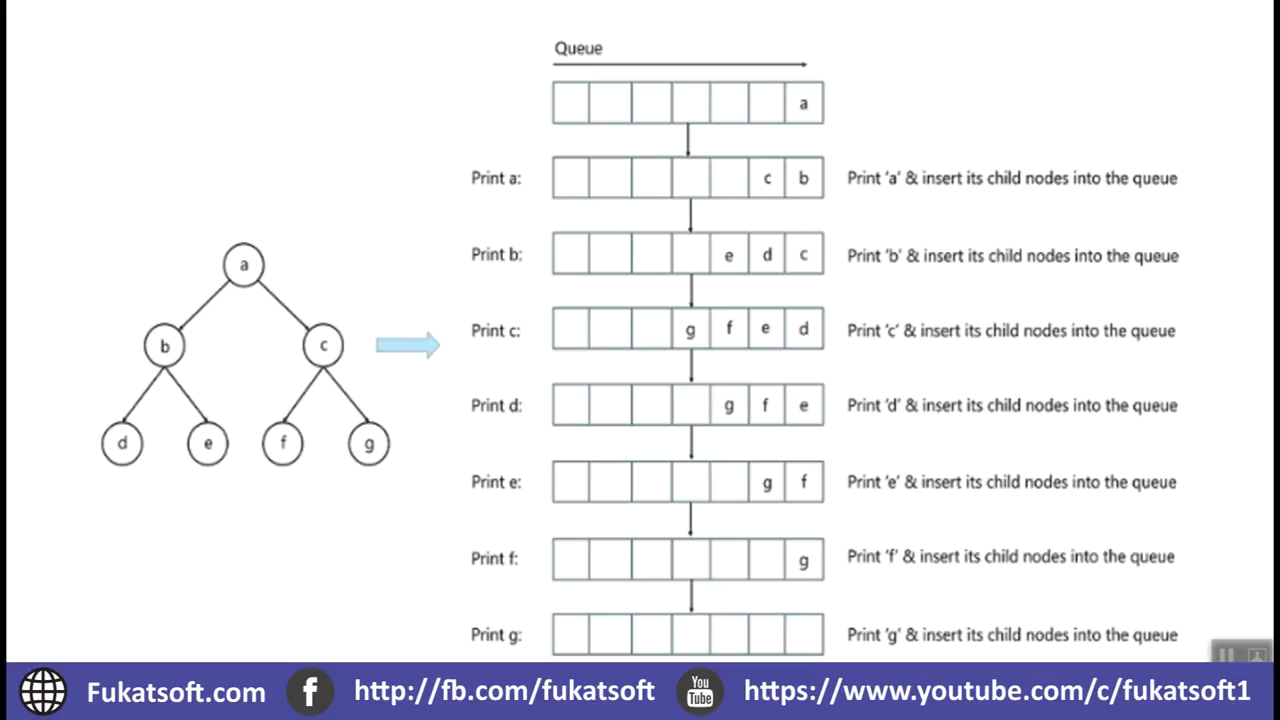 Queue
a
Print a: c b Print 'a' & insert its child nodes into the queue
Print b: e d c Print 'b' & insert its child nodes into the queue
Print c: g f e d Print 'c' & insert its child nodes into the queue
Print d: g f e Print 'd' & insert its child nodes into the queue
Print e: g f Print 'e' & insert its child nodes into the queue
Print f: g Print 'f' & insert its child nodes into the queue
Print g: Print 'g' & insert its child nodes into the queue
a
b c
d e f g
Fukatsoft.com f http://fb.com/fukatsoft You Tube https://www.youtube.com/c/fukatsoft1